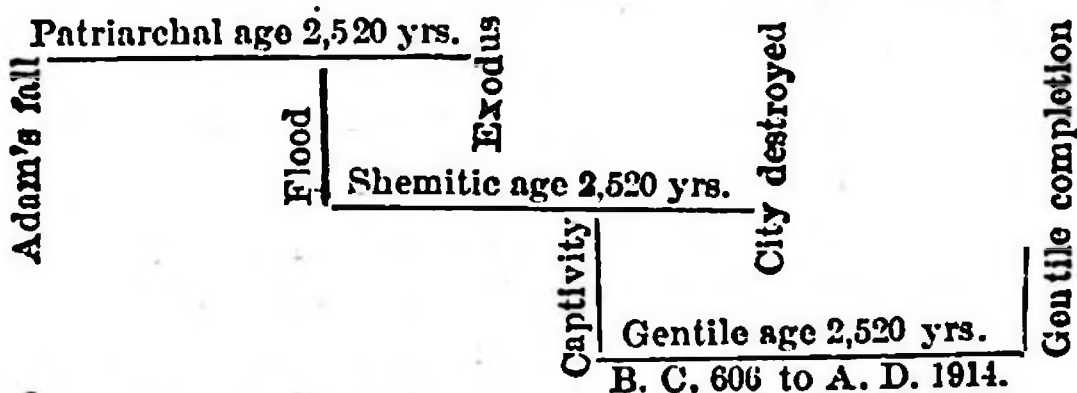 Adam's fall
Patriarchal age 2,520 yrs.
Exodus
Flood
Shemitic age 2,520 yrs.
City destroyed
Captivity
Gentile age 2,520 yrs.
B. C. 606 to A. D. 1914.
Gentile completion